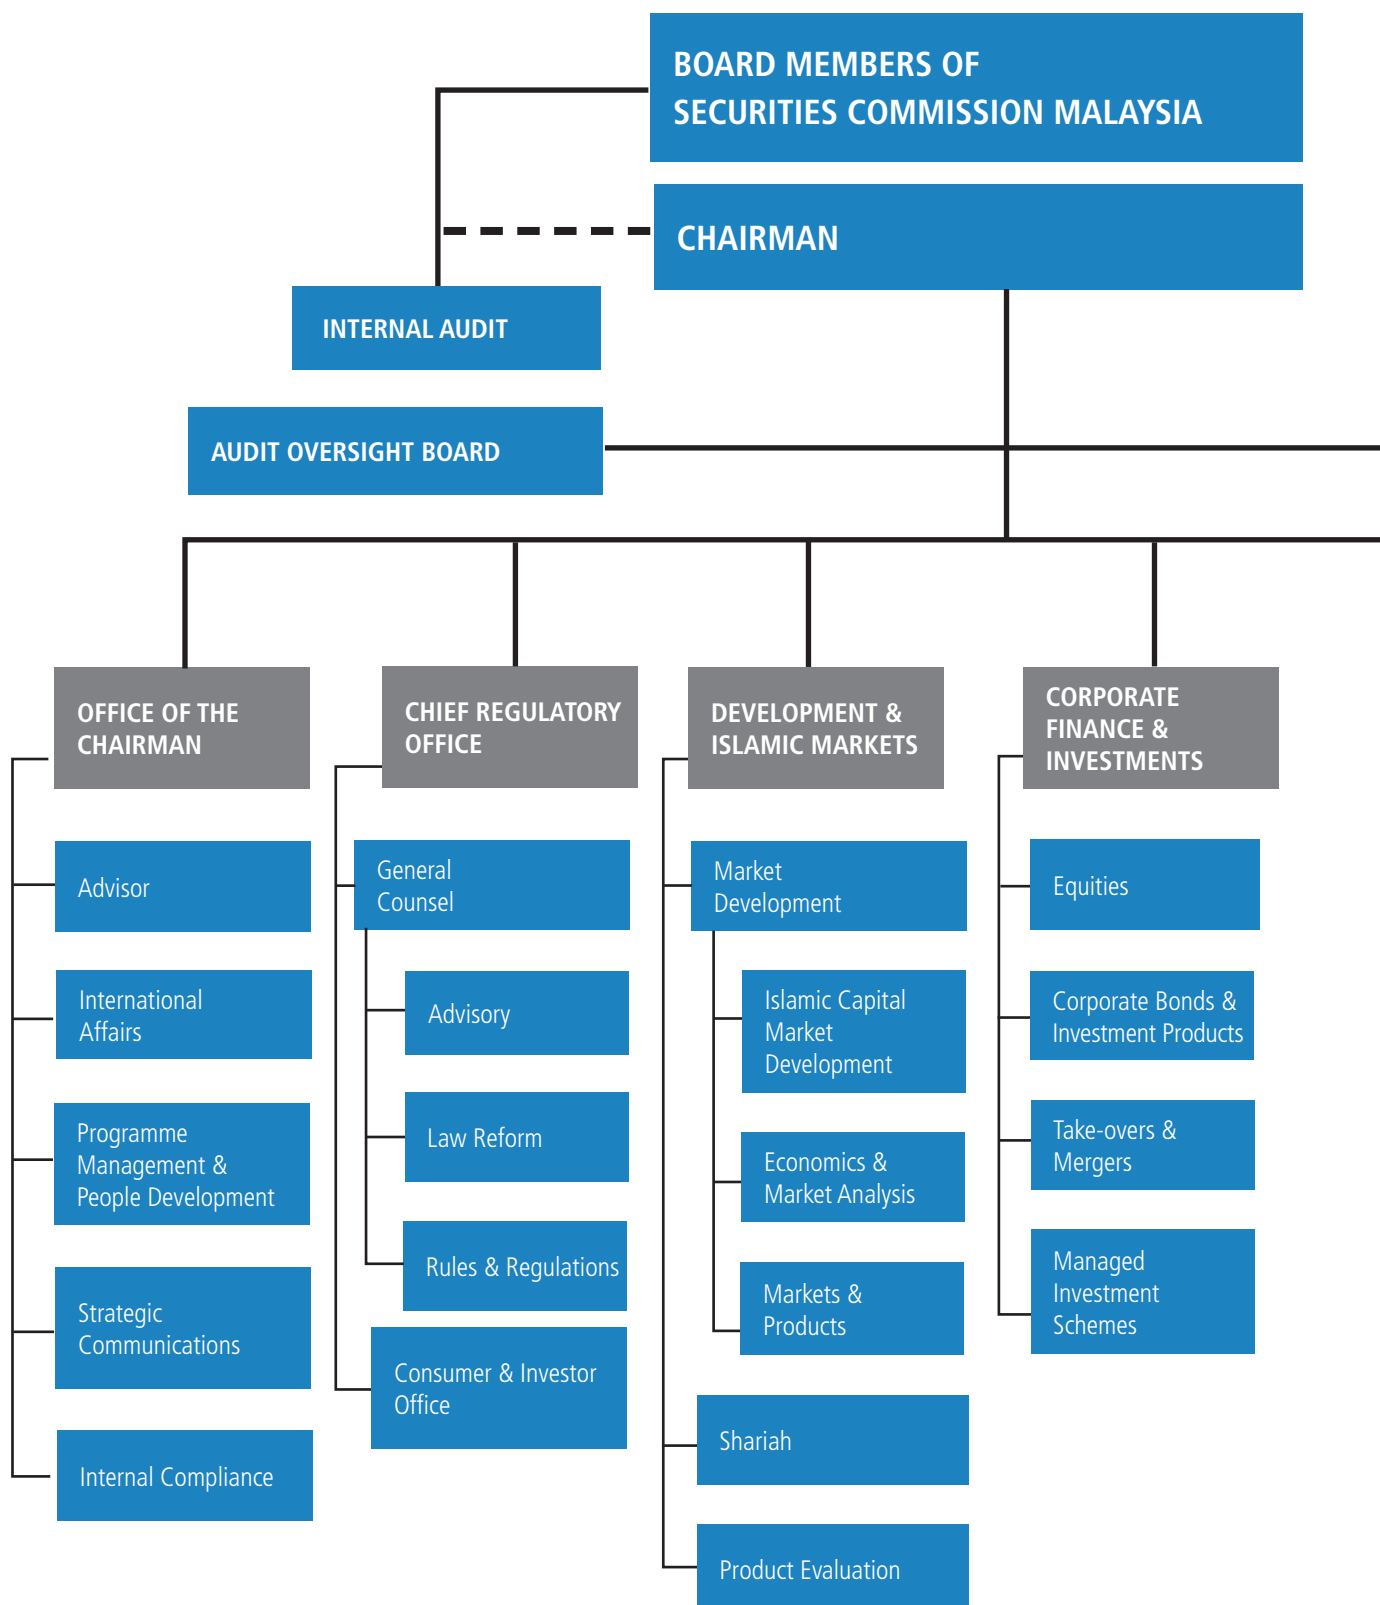 BOARD MEMBERS OF
SECURITIES COMMISSION MALAYSIA
CHAIRMAN
INTERNAL AUDIT
AUDIT OVERSIGHT BOARD
OFFICE OF THE
CHAIRMAN
Advisor
International
Affairs
Programme
Management &
People Development
Strategic
Communications
Internal Compliance
CHIEF REGULATORY
OFFICE
General
Counsel
Advisory
Law Reform
Rules & Regulations
Consumer & Investor
Office
DEVELOPMENT &
ISLAMIC MARKETS
Market
Development
Islamic Capital
Market
Development
Economics &
Market Analysis
Markets &
Products
Shariah
Product Evaluation
CORPORATE
FINANCE &
INVESTMENTS
Equities
Corporate Bonds &
Investment Products
Take-overs &
Mergers
Managed
Investment
Schemes